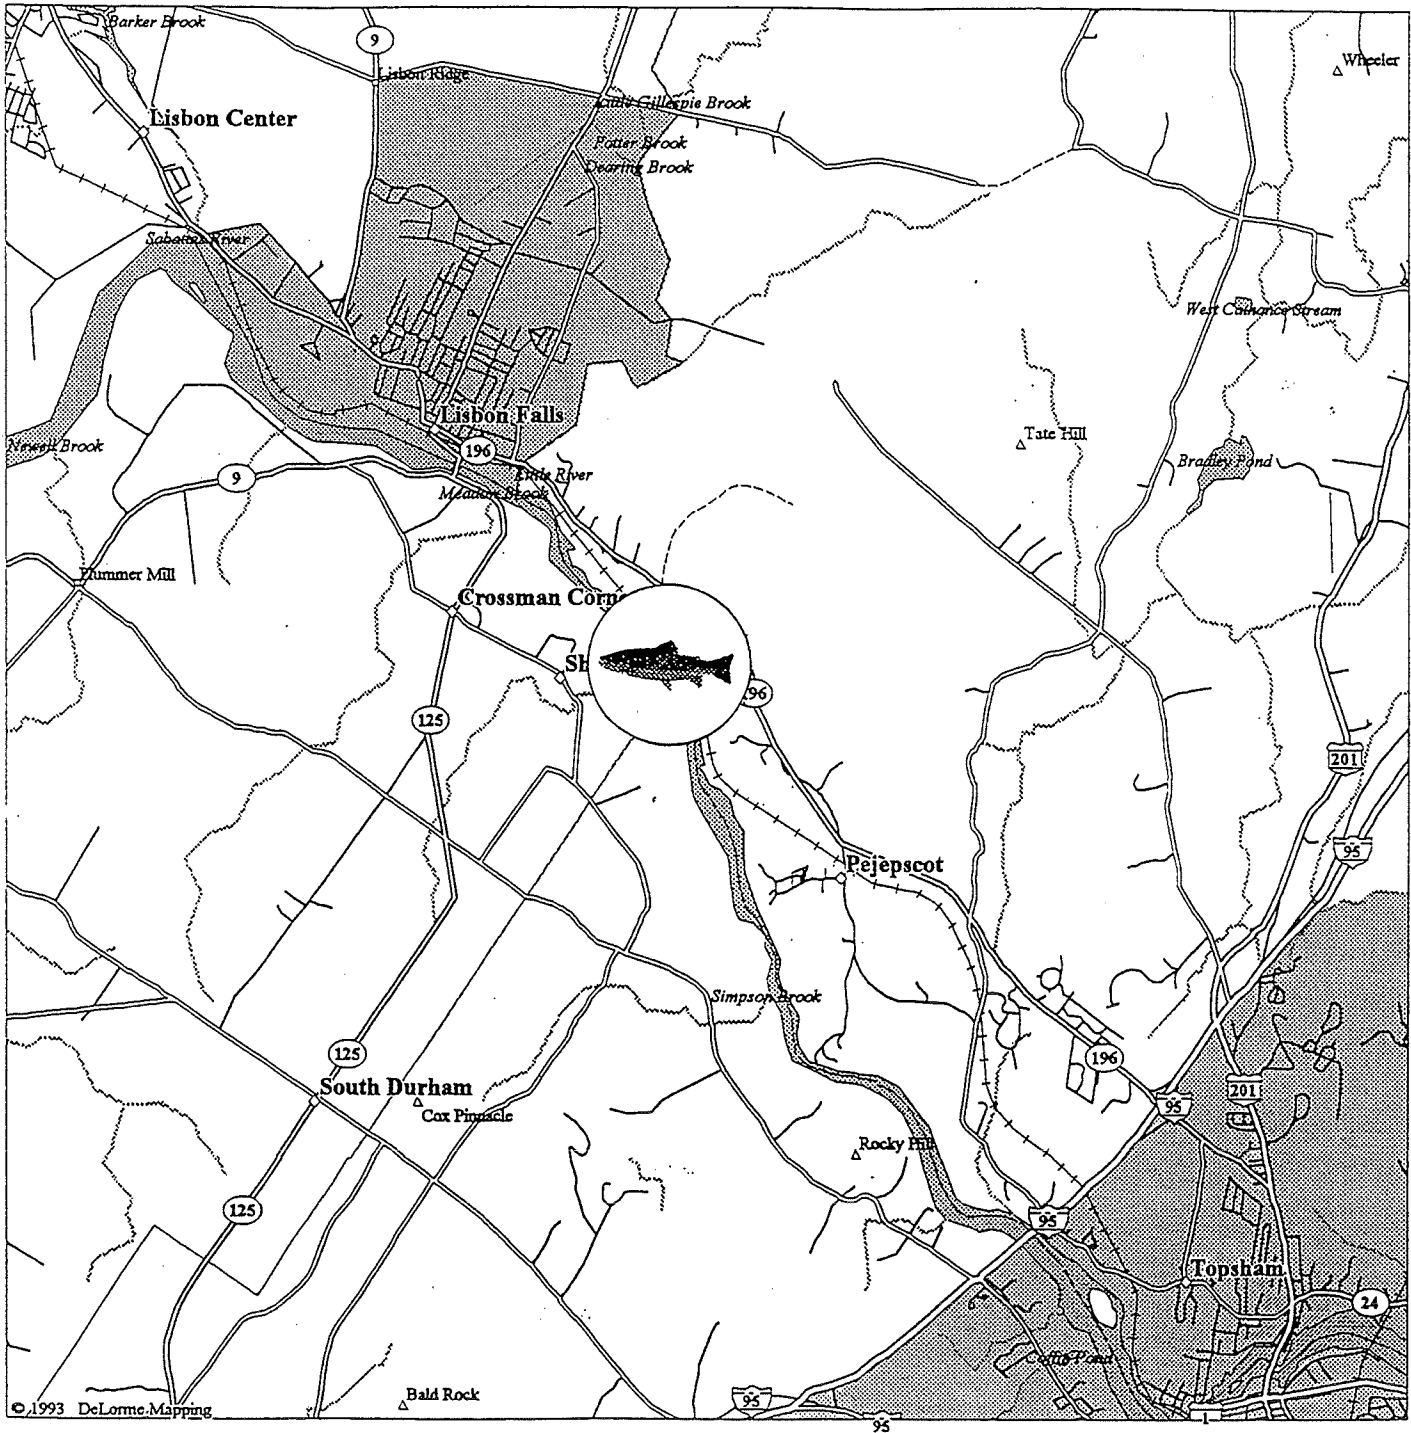 Barker Brook
9
Wheeler
Lisbon Ridge
Little Gillespie Brook
Lisbon Center
Potter Brook
Dearing Brook
Sabattus River
West Cathance Stream
Lisbon Falls
Tate Hill
196
Newell Brook
Bradley Pond
9
Little River
Meadow Brook
Plummer Mill
Crossman Corn
Sh
196
125
201
95
Pejepscot
Simpson Brook
125
196
South Durham
201
Cox Pinnacle
95
Rocky Hill
125
95
Topsham
24
Coffin Pond
Bald Rock
95
© 1993 DeLorme Mapping
1
95